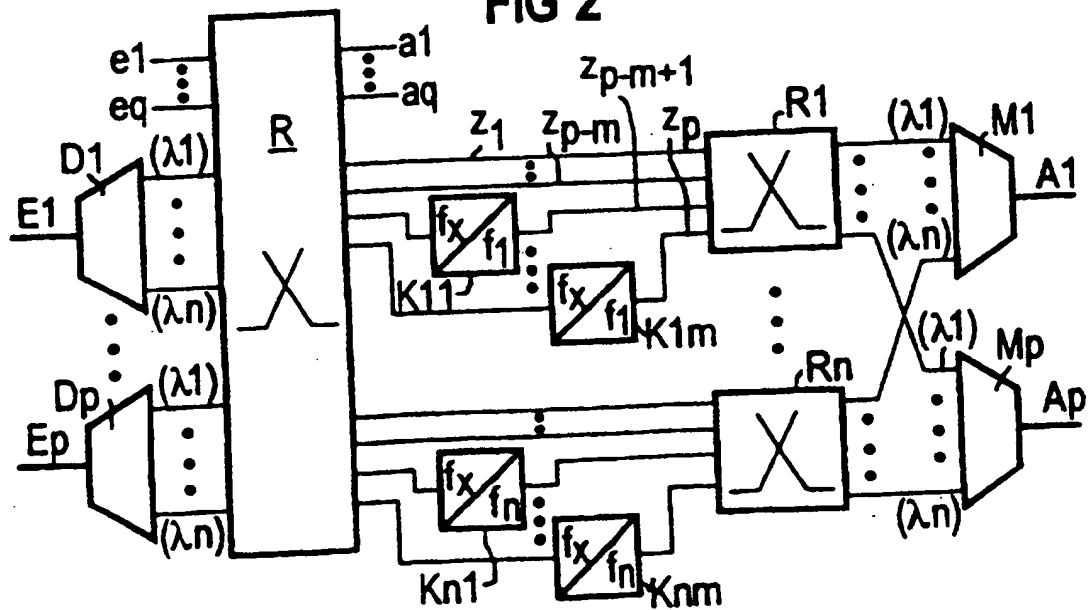 FIG 2
e1
eq
a1
aq
R
D1
E1
(λ1)
(λn)
Dp
Ep
(λ1)
(λn)
z1
zp-m
zp-m+1
zp
fx
f1
K11
fx
f1
K1m
R1
(λ1)
(λn)
M1
A1
(λ1)
(λn)
Mp
Ap
Rn
fx
fn
Kn1
fx
fn
Knm